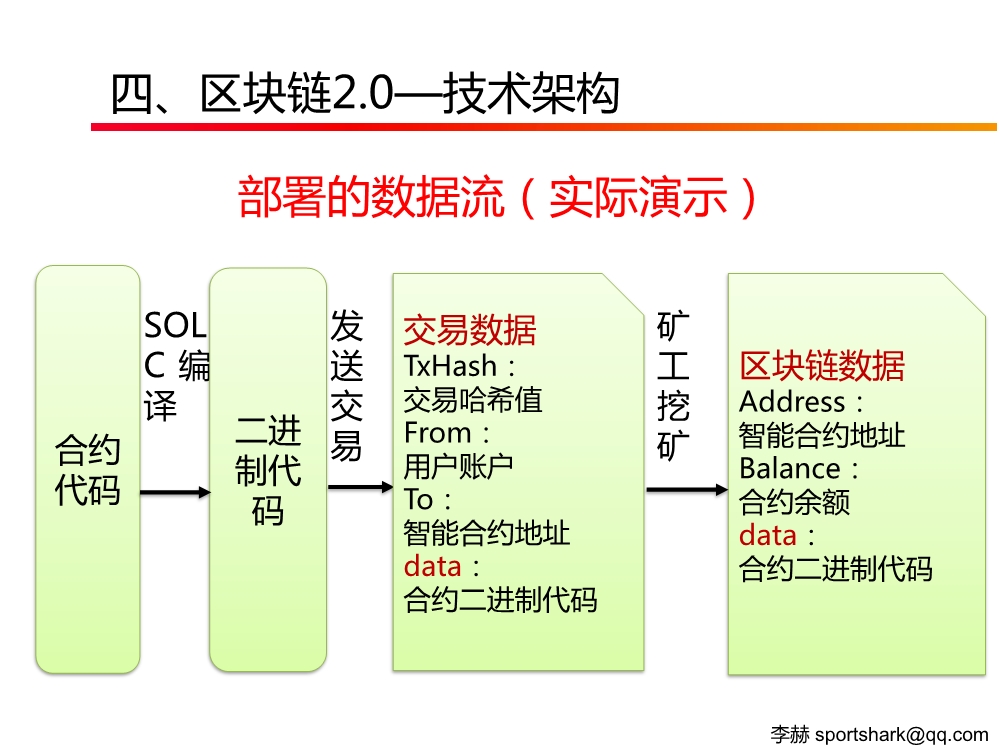 四、区块链2.0—技术架构
部署的数据流（实际演示）
合约
代码
SOL
C 编
译
二进
制代
码
发
送
交
易
交易数据
TxHash：
交易哈希值
From：
用户账户
To：
智能合约地址
data：
合约二进制代码
矿
工
挖
矿
区块链数据
Address：
智能合约地址
Balance：
合约余额
data：
合约二进制代码
李赫 sportshark@qq.com